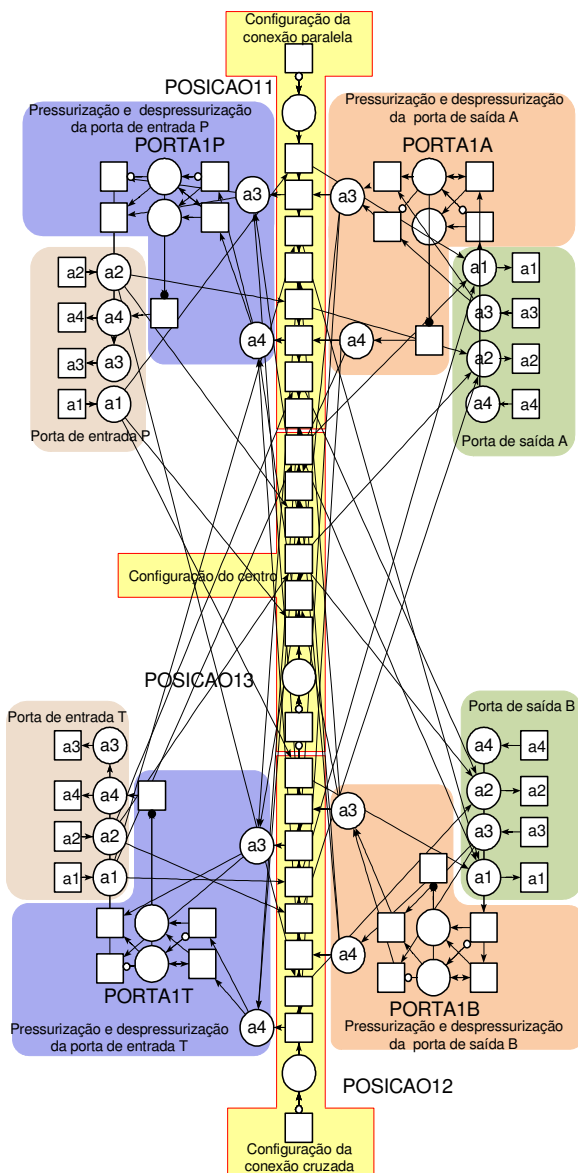 Configuração da
conexão paralela
POSICAO11
Pressurização e despressurização
da porta de entrada P
PORTA1P
Pressurização e despressurização
da porta de saída A
PORTA1A
a3
a3
a2
a2
a4
a4
a3
a3
a1
a1
Porta de entrada P
a4
a4
a1
a1
a3
a3
a2
a2
a4
a4
Porta de saída A
Configuração do centro
POSICAO13
Porta de entrada T
a3
a3
a4
a4
a2
a2
a1
a1
Porta de saída B
a4
a4
a2
a2
a3
a3
a1
a1
a3
a3
a4
a4
PORTA1T
Pressurização e despressurização
da porta de entrada T
PORTA1B
Pressurização e despressurização
da porta de saída B
POSICAO12
Configuração da
conexão cruzada